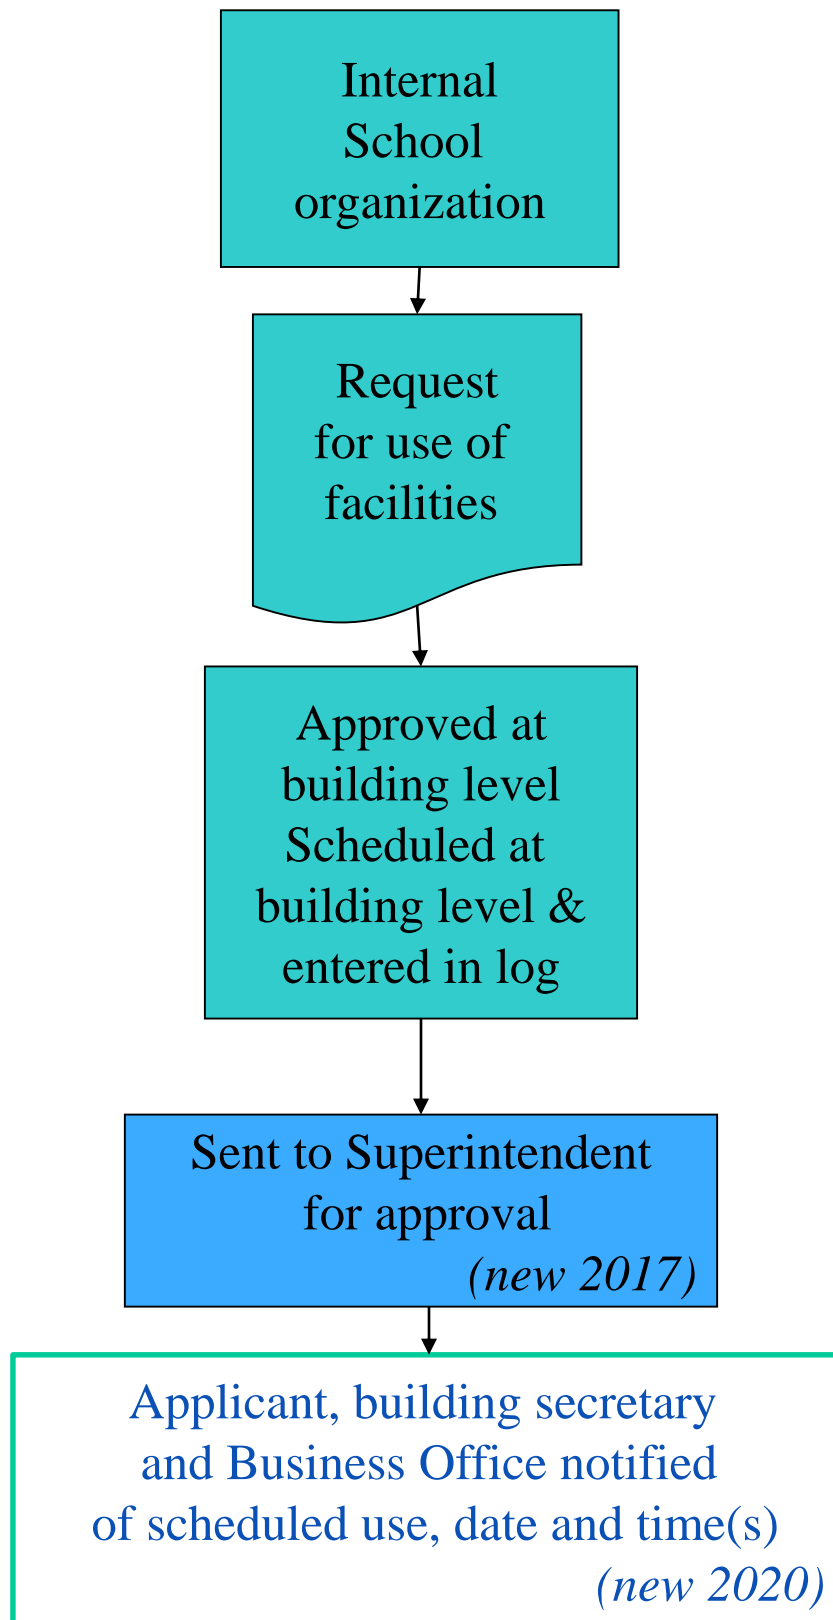 Internal
School
organization
Request
for use of
facilities
Approved at
building level
Scheduled at
building level &
entered in log
Sent to Superintendent
for approval
(new 2017)
Applicant, building secretary
and Business Office notified
of scheduled use, date and time(s)
(new 2020)